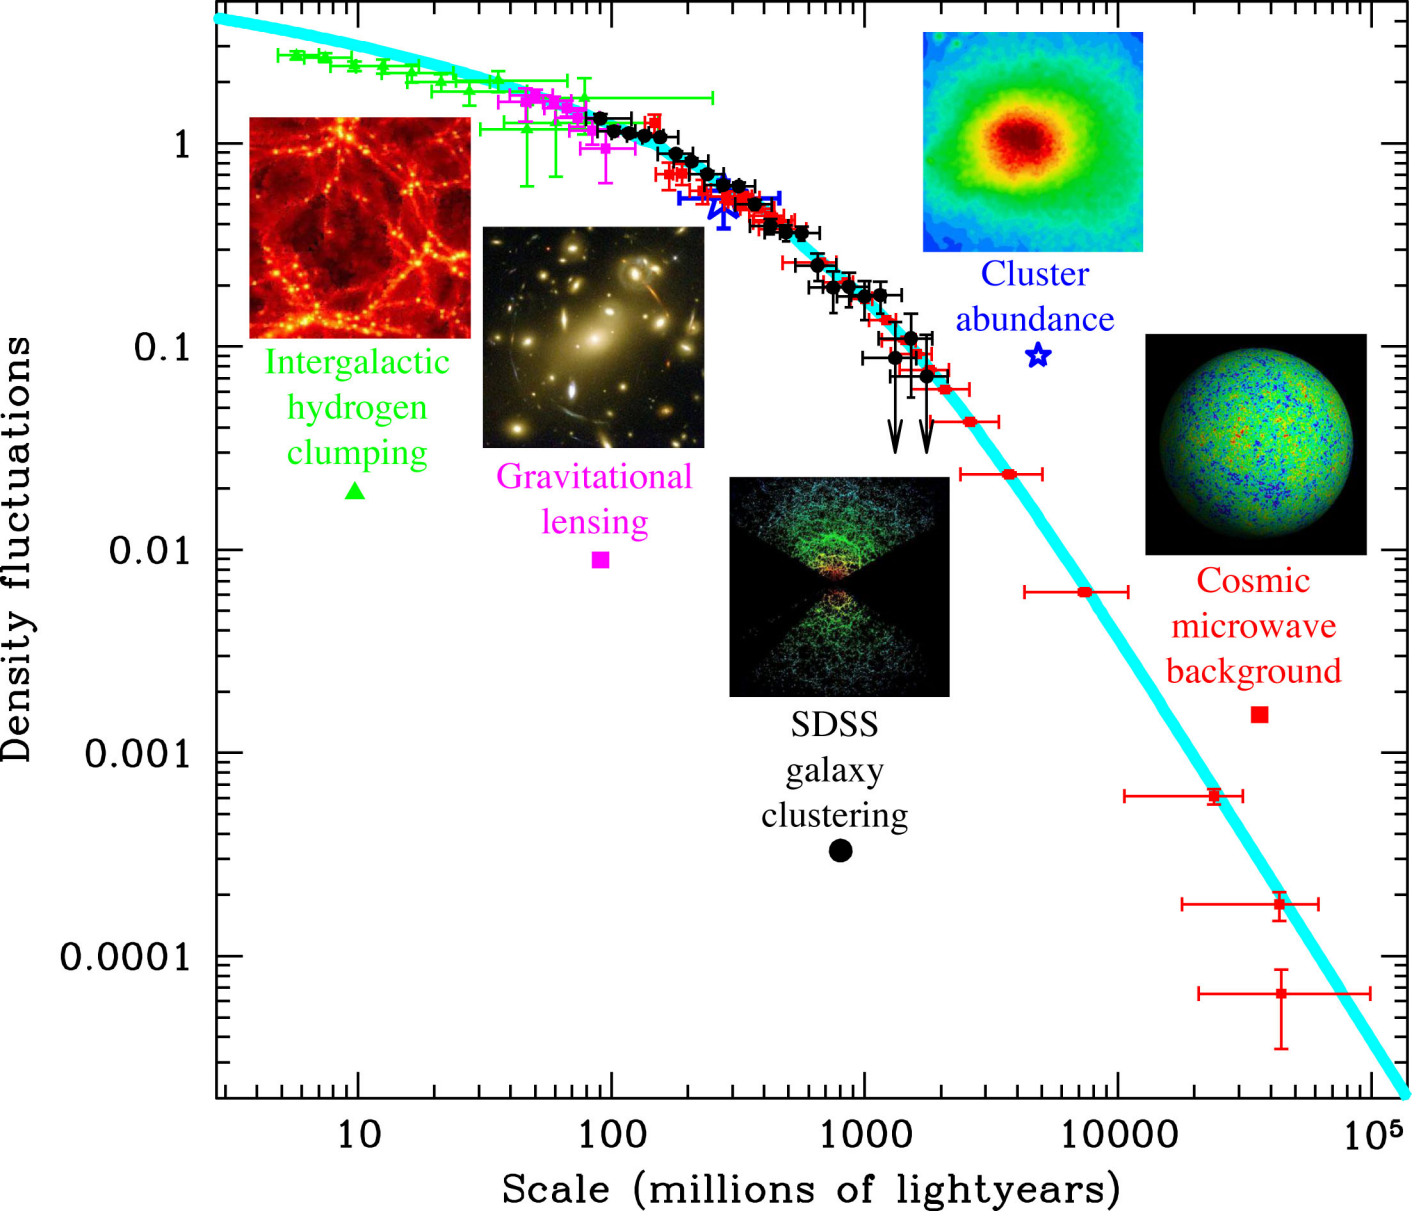 1
0.1
0.01
0.001
0.0001
Density fluctuations
Intergalactic
hydrogen
clumping
Gravitational
lensing
SDSS
galaxy
clustering
Cluster
abundance
Cosmic
microwave
background
10
100
1000
10000
10⁵
Scale (millions of lightyears)